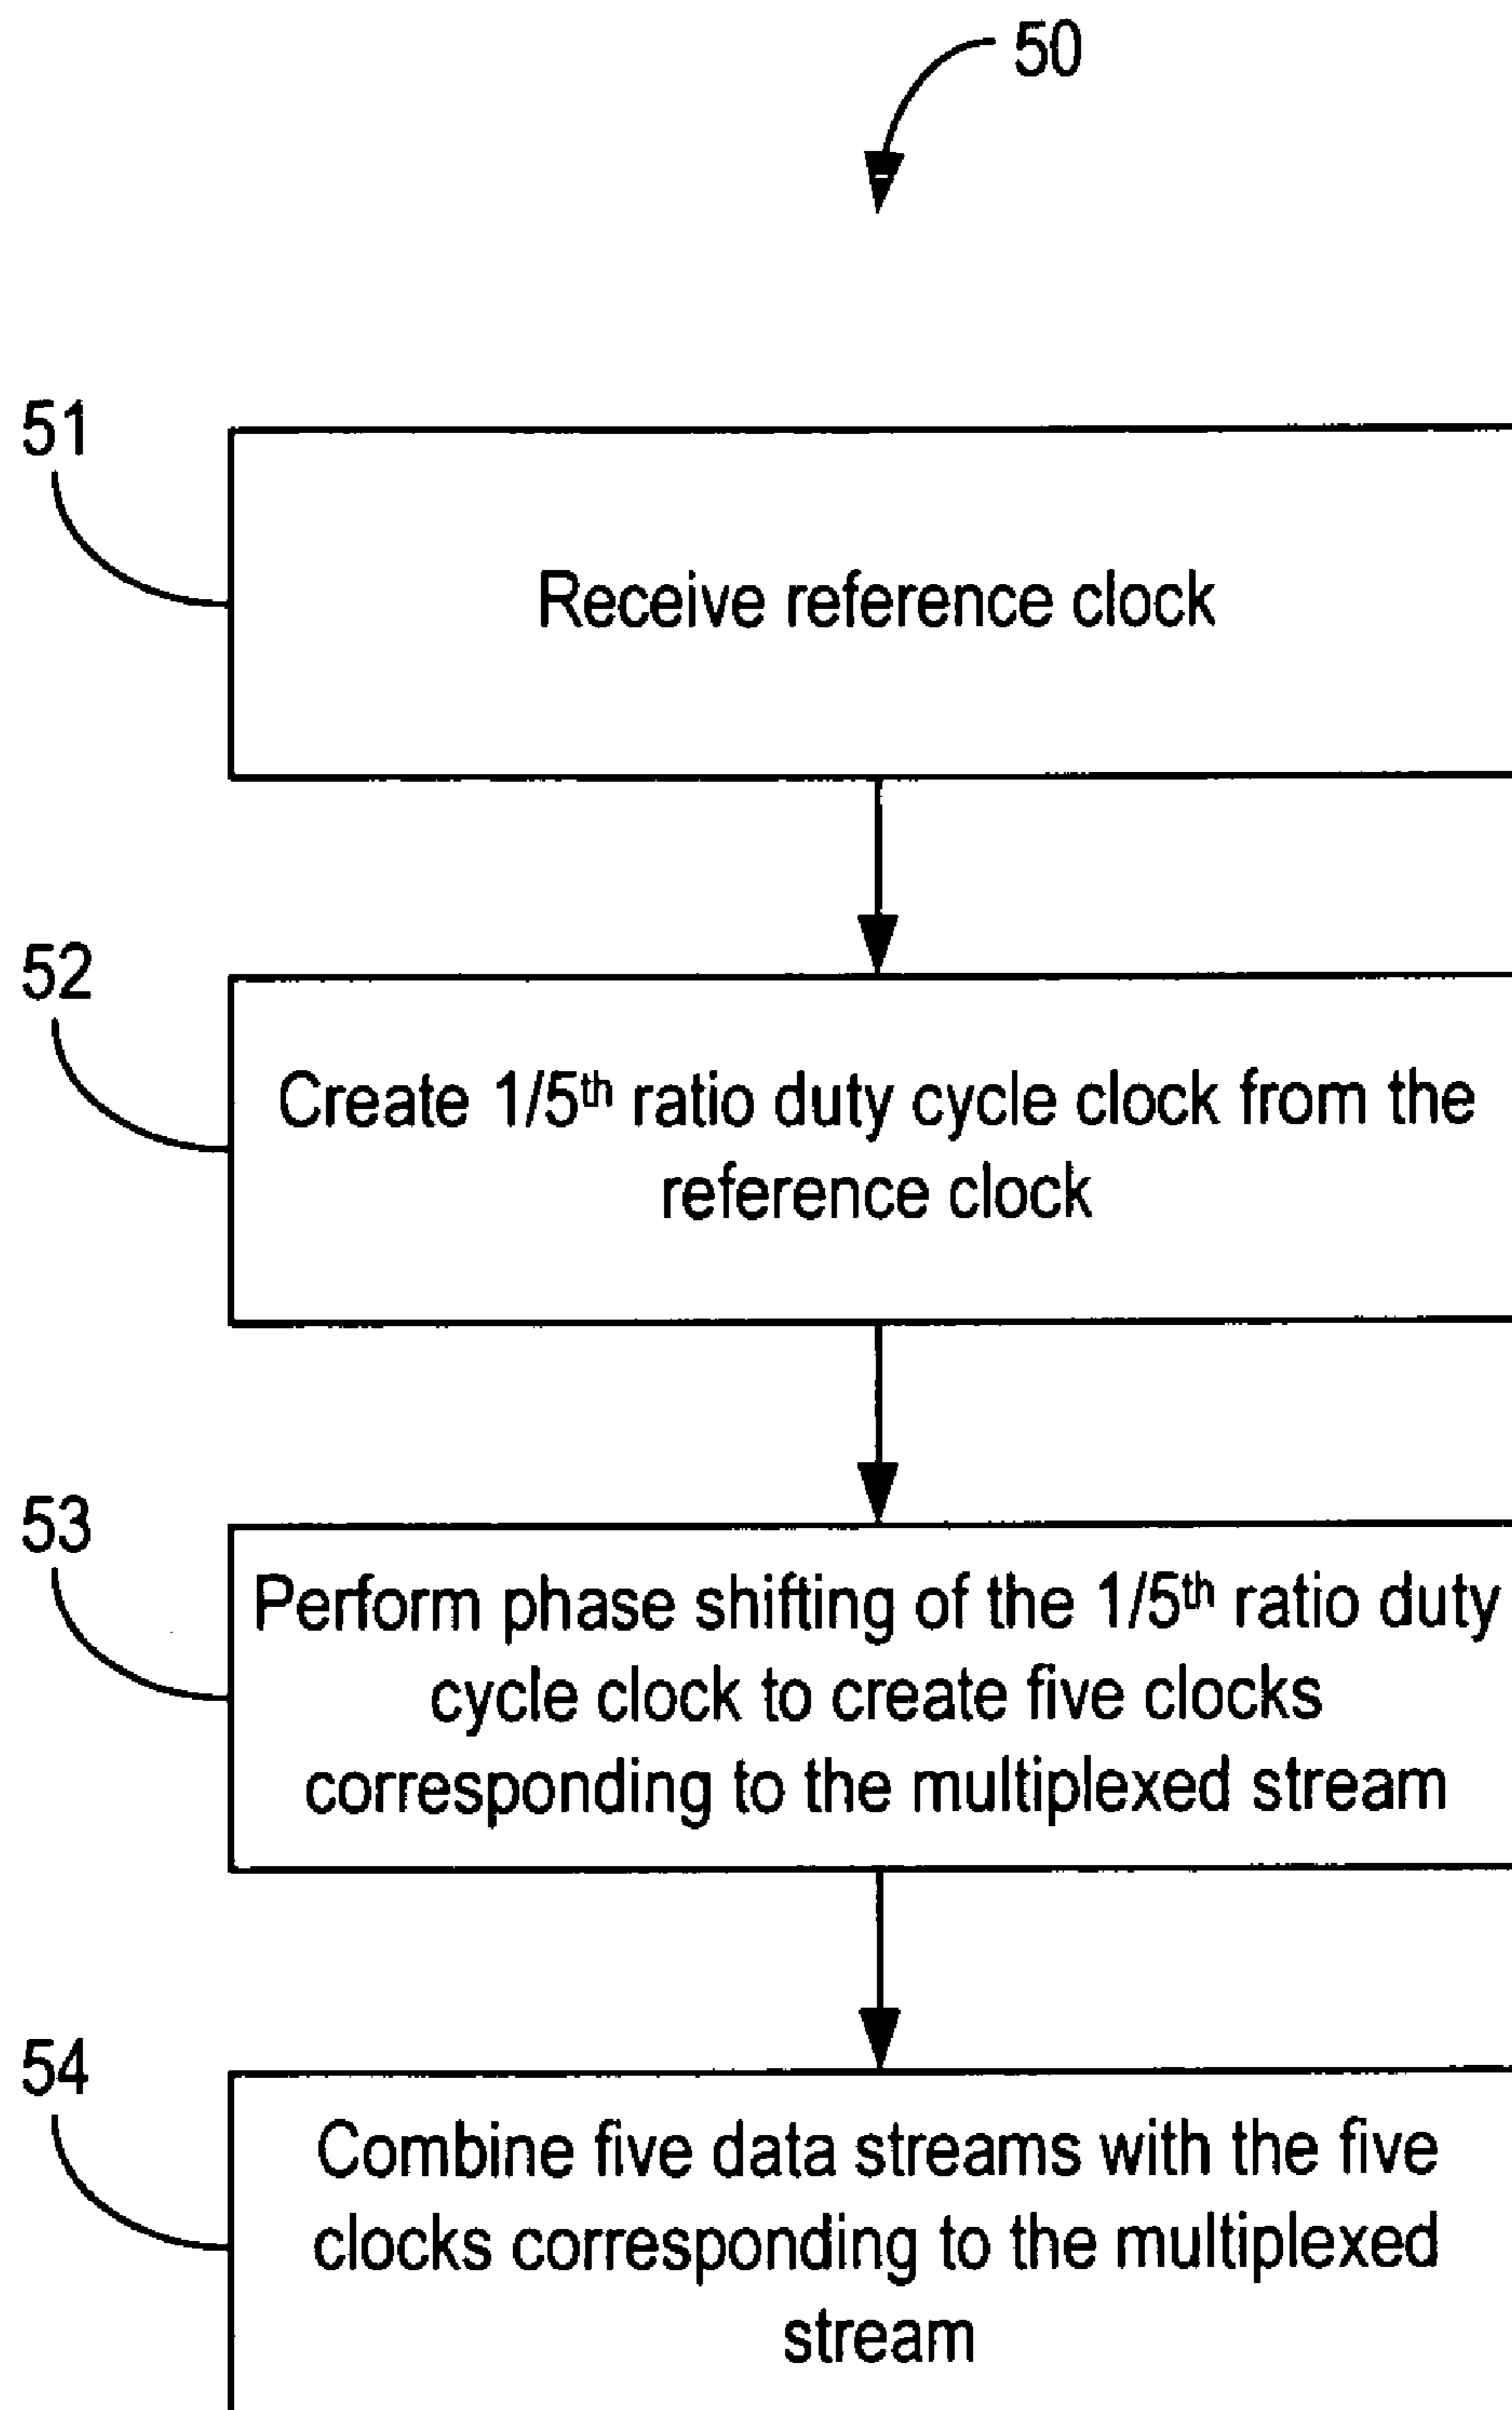 50
51
Receive reference clock
52
Create 1/5th ratio duty cycle clock from the
reference clock
53
Perform phase shifting of the 1/5th ratio duty
cycle clock to create five clocks
corresponding to the multiplexed stream
54
Combine five data streams with the five
clocks corresponding to the multiplexed
stream